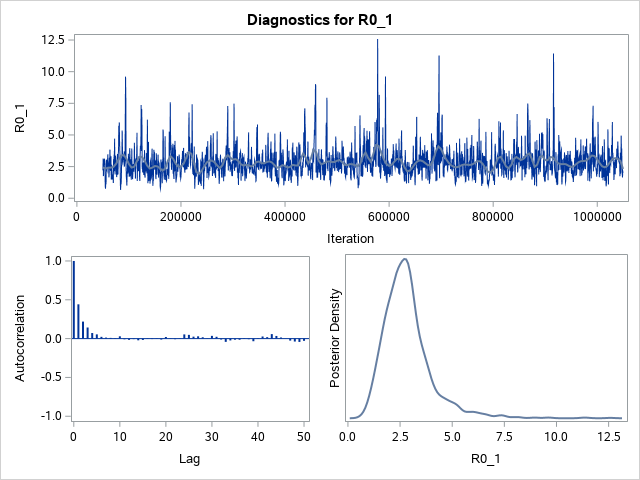 Diagnostics for R0_1
R0_1
12.5
10.0
7.5
5.0
2.5
0.0
0 200000 400000 600000 800000 1000000
Iteration
Autocorrelation
1.0
0.5
0.0
-0.5
-1.0
0 10 20 30 40 50
Lag
Posterior Density
0.0 2.5 5.0 7.5 10.0 12.5
R0_1